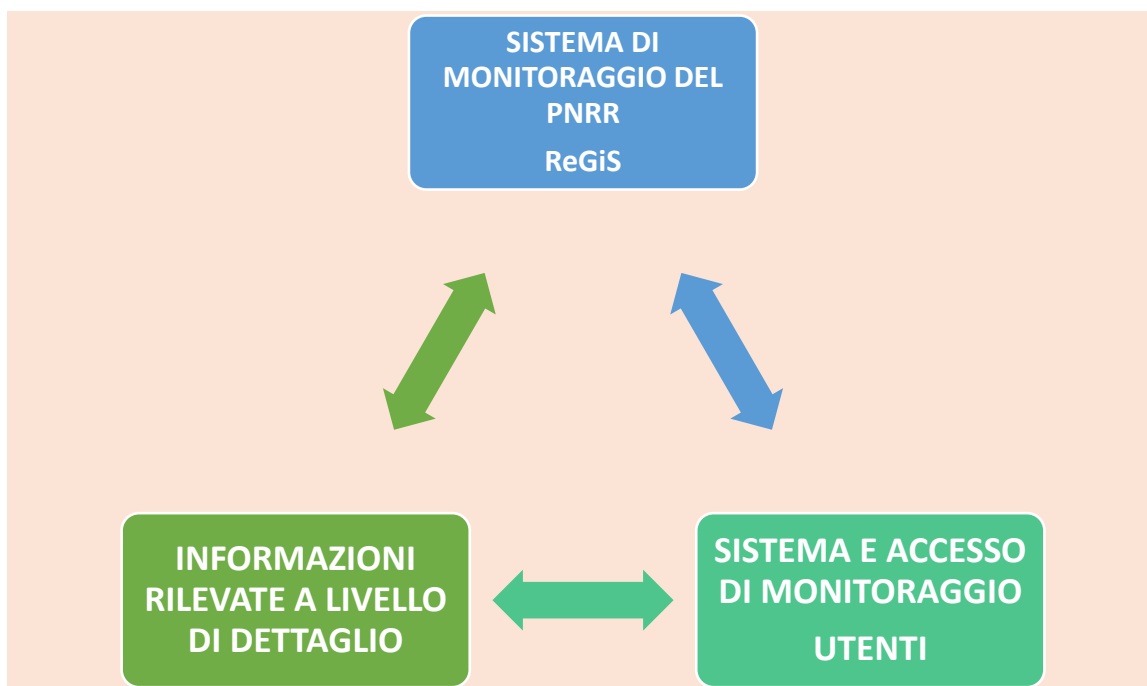 SISTEMA DI
MONITORAGGIO DEL
PNRR
ReGiS
INFORMAZIONI
RILEVATE A LIVELLO
DI DETTAGLIO
SISTEMA E ACCESSO
DI MONITORAGGIO
UTENTI